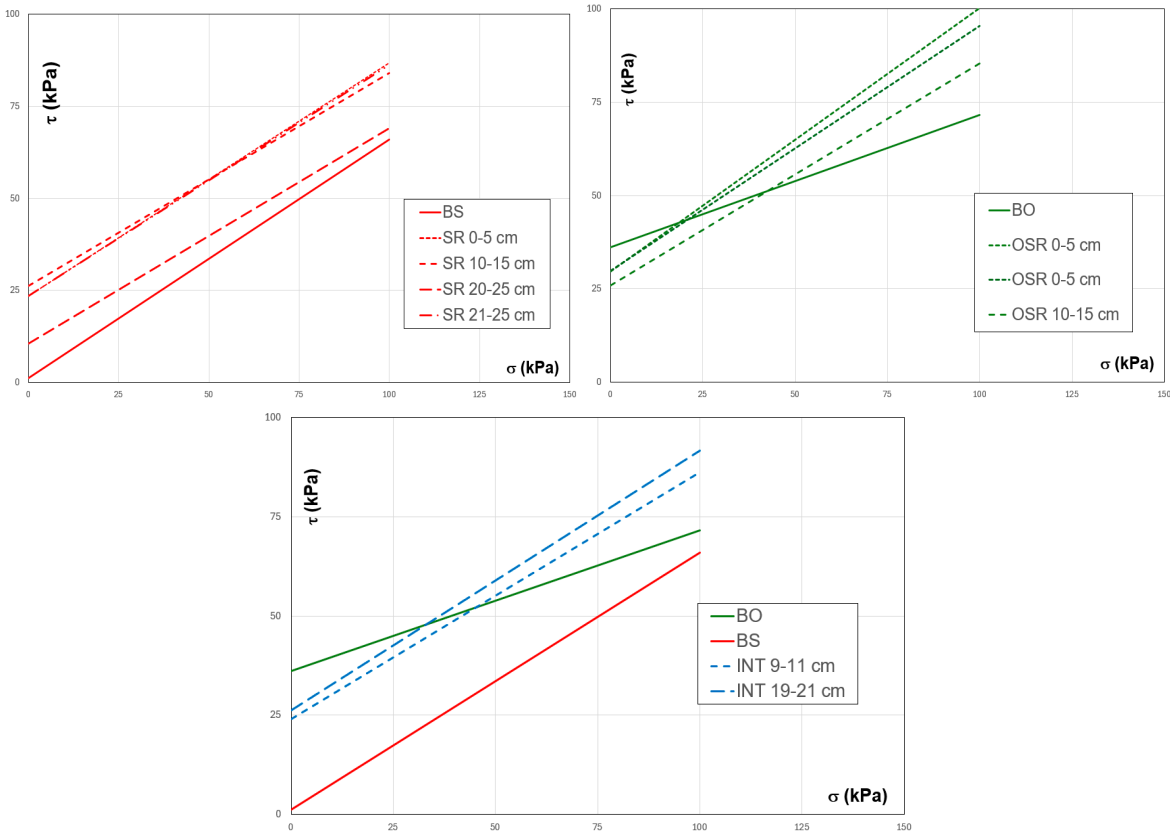 100
75
50
25
0
τ (kPa)
BS
SR 0-5 cm
SR 10-15 cm
SR 20-25 cm
SR 21-25 cm
σ (kPa)
0
25
50
75
100
125
150
100
75
50
25
0
τ (kPa)
BO
OSR 0-5 cm
OSR 0-5 cm
OSR 10-15 cm
σ (kPa)
0
25
50
75
100
125
150
100
75
50
25
0
τ (kPa)
BO
BS
INT 9-11 cm
INT 19-21 cm
σ (kPa)
0
25
50
75
100
125
150